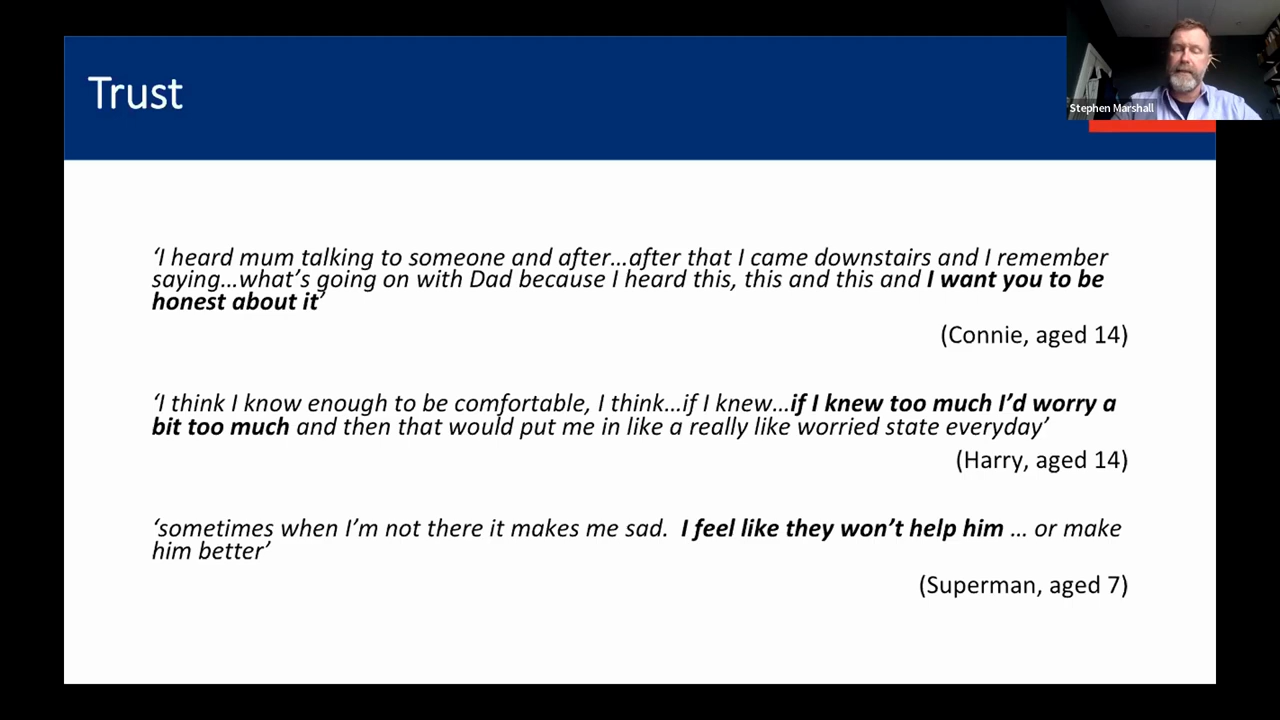 Trust
Stephen Marshall
‘I heard mum talking to someone and after…after that I came downstairs and I remember
saying…what’s going on with Dad because I heard this, this and this and I want you to be
honest about it’
(Connie, aged 14)
‘I think I know enough to be comfortable, I think…if I knew…if I knew too much I’d worry a
bit too much and then that would put me in like a really like worried state everyday’
(Harry, aged 14)
‘sometimes when I’m not there it makes me sad.  I feel like they won’t help him … or make
him better’
(Superman, aged 7)